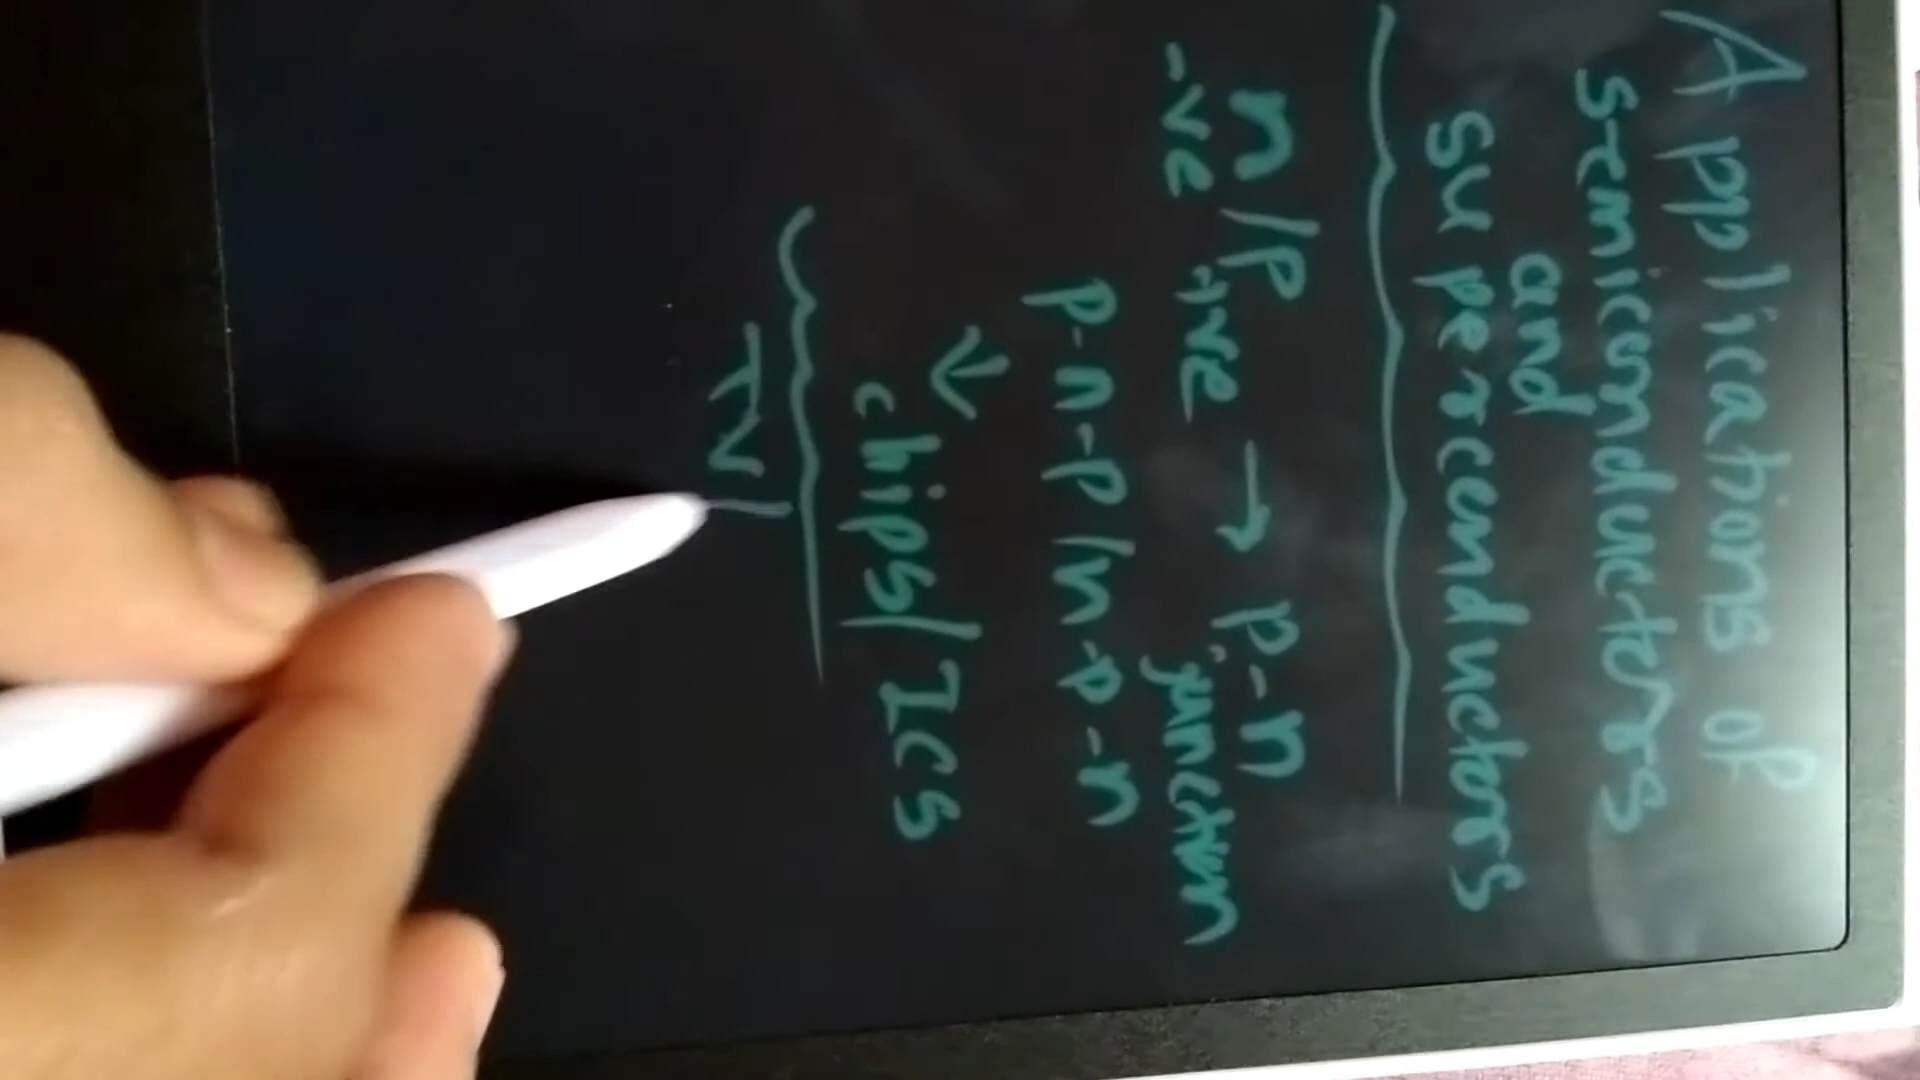 Applications of
semiconductors
and
superconductors
n/p → p-n
-ve +ve junction
p-n-p/n-p-n
↓
chips/ICs
TV/